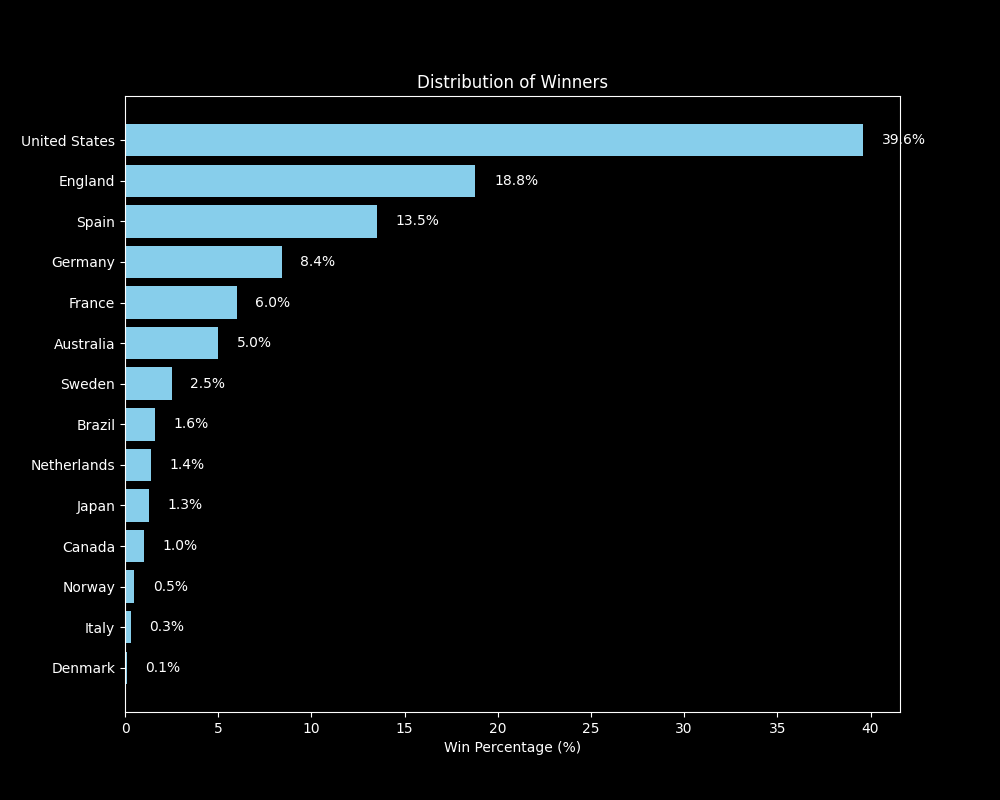 Distribution of Winners
United States 39.6%
England 18.8%
Spain 13.5%
Germany 8.4%
France 6.0%
Australia 5.0%
Sweden 2.5%
Brazil 1.6%
Netherlands 1.4%
Japan 1.3%
Canada 1.0%
Norway 0.5%
Italy 0.3%
Denmark 0.1%
0 5 10 15 20 25 30 35 40
Win Percentage (%)